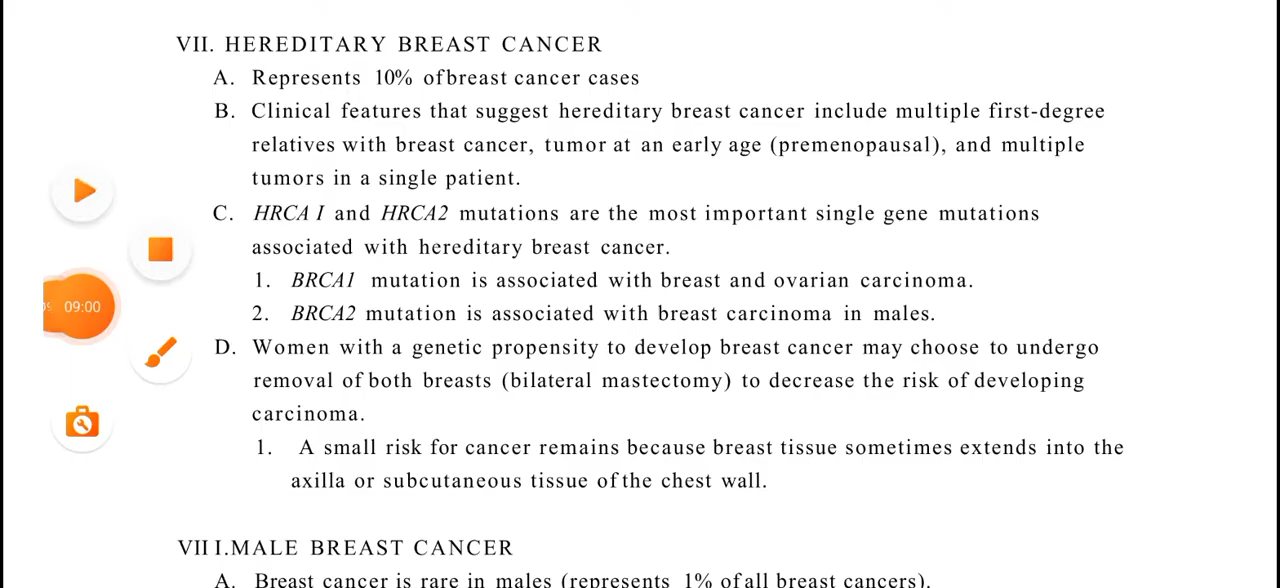 VII. HEREDITARY BREAST CANCER
A. Represents 10% ofbreast cancer cases
B. Clinical features that suggest hereditary breast cancer include multiple first-degree
relatives with breast cancer, tumor at an early age (premenopausal), and multiple
tumors in a single patient.
C. HRCA I and HRCA2 mutations are the most important single gene mutations
associated with hereditary breast cancer.
1. BRCA1 mutation is associated with breast and ovarian carcinoma.
09:00
2. BRCA2 mutation is associated with breast carcinoma in males.
D. Women with a genetic propensity to develop breast cancer may choose to undergo
removal of both breasts (bilateral mastectomy) to decrease the risk of developing
carcinoma.
1. A small risk for cancer remains because breast tissue sometimes extends into the
axilla or subcutaneous tissue of the chest wall.
VII I.MALE BREAST CANCER
A. Breast cancer is rare in males (represents 1% ofall breast cancers).